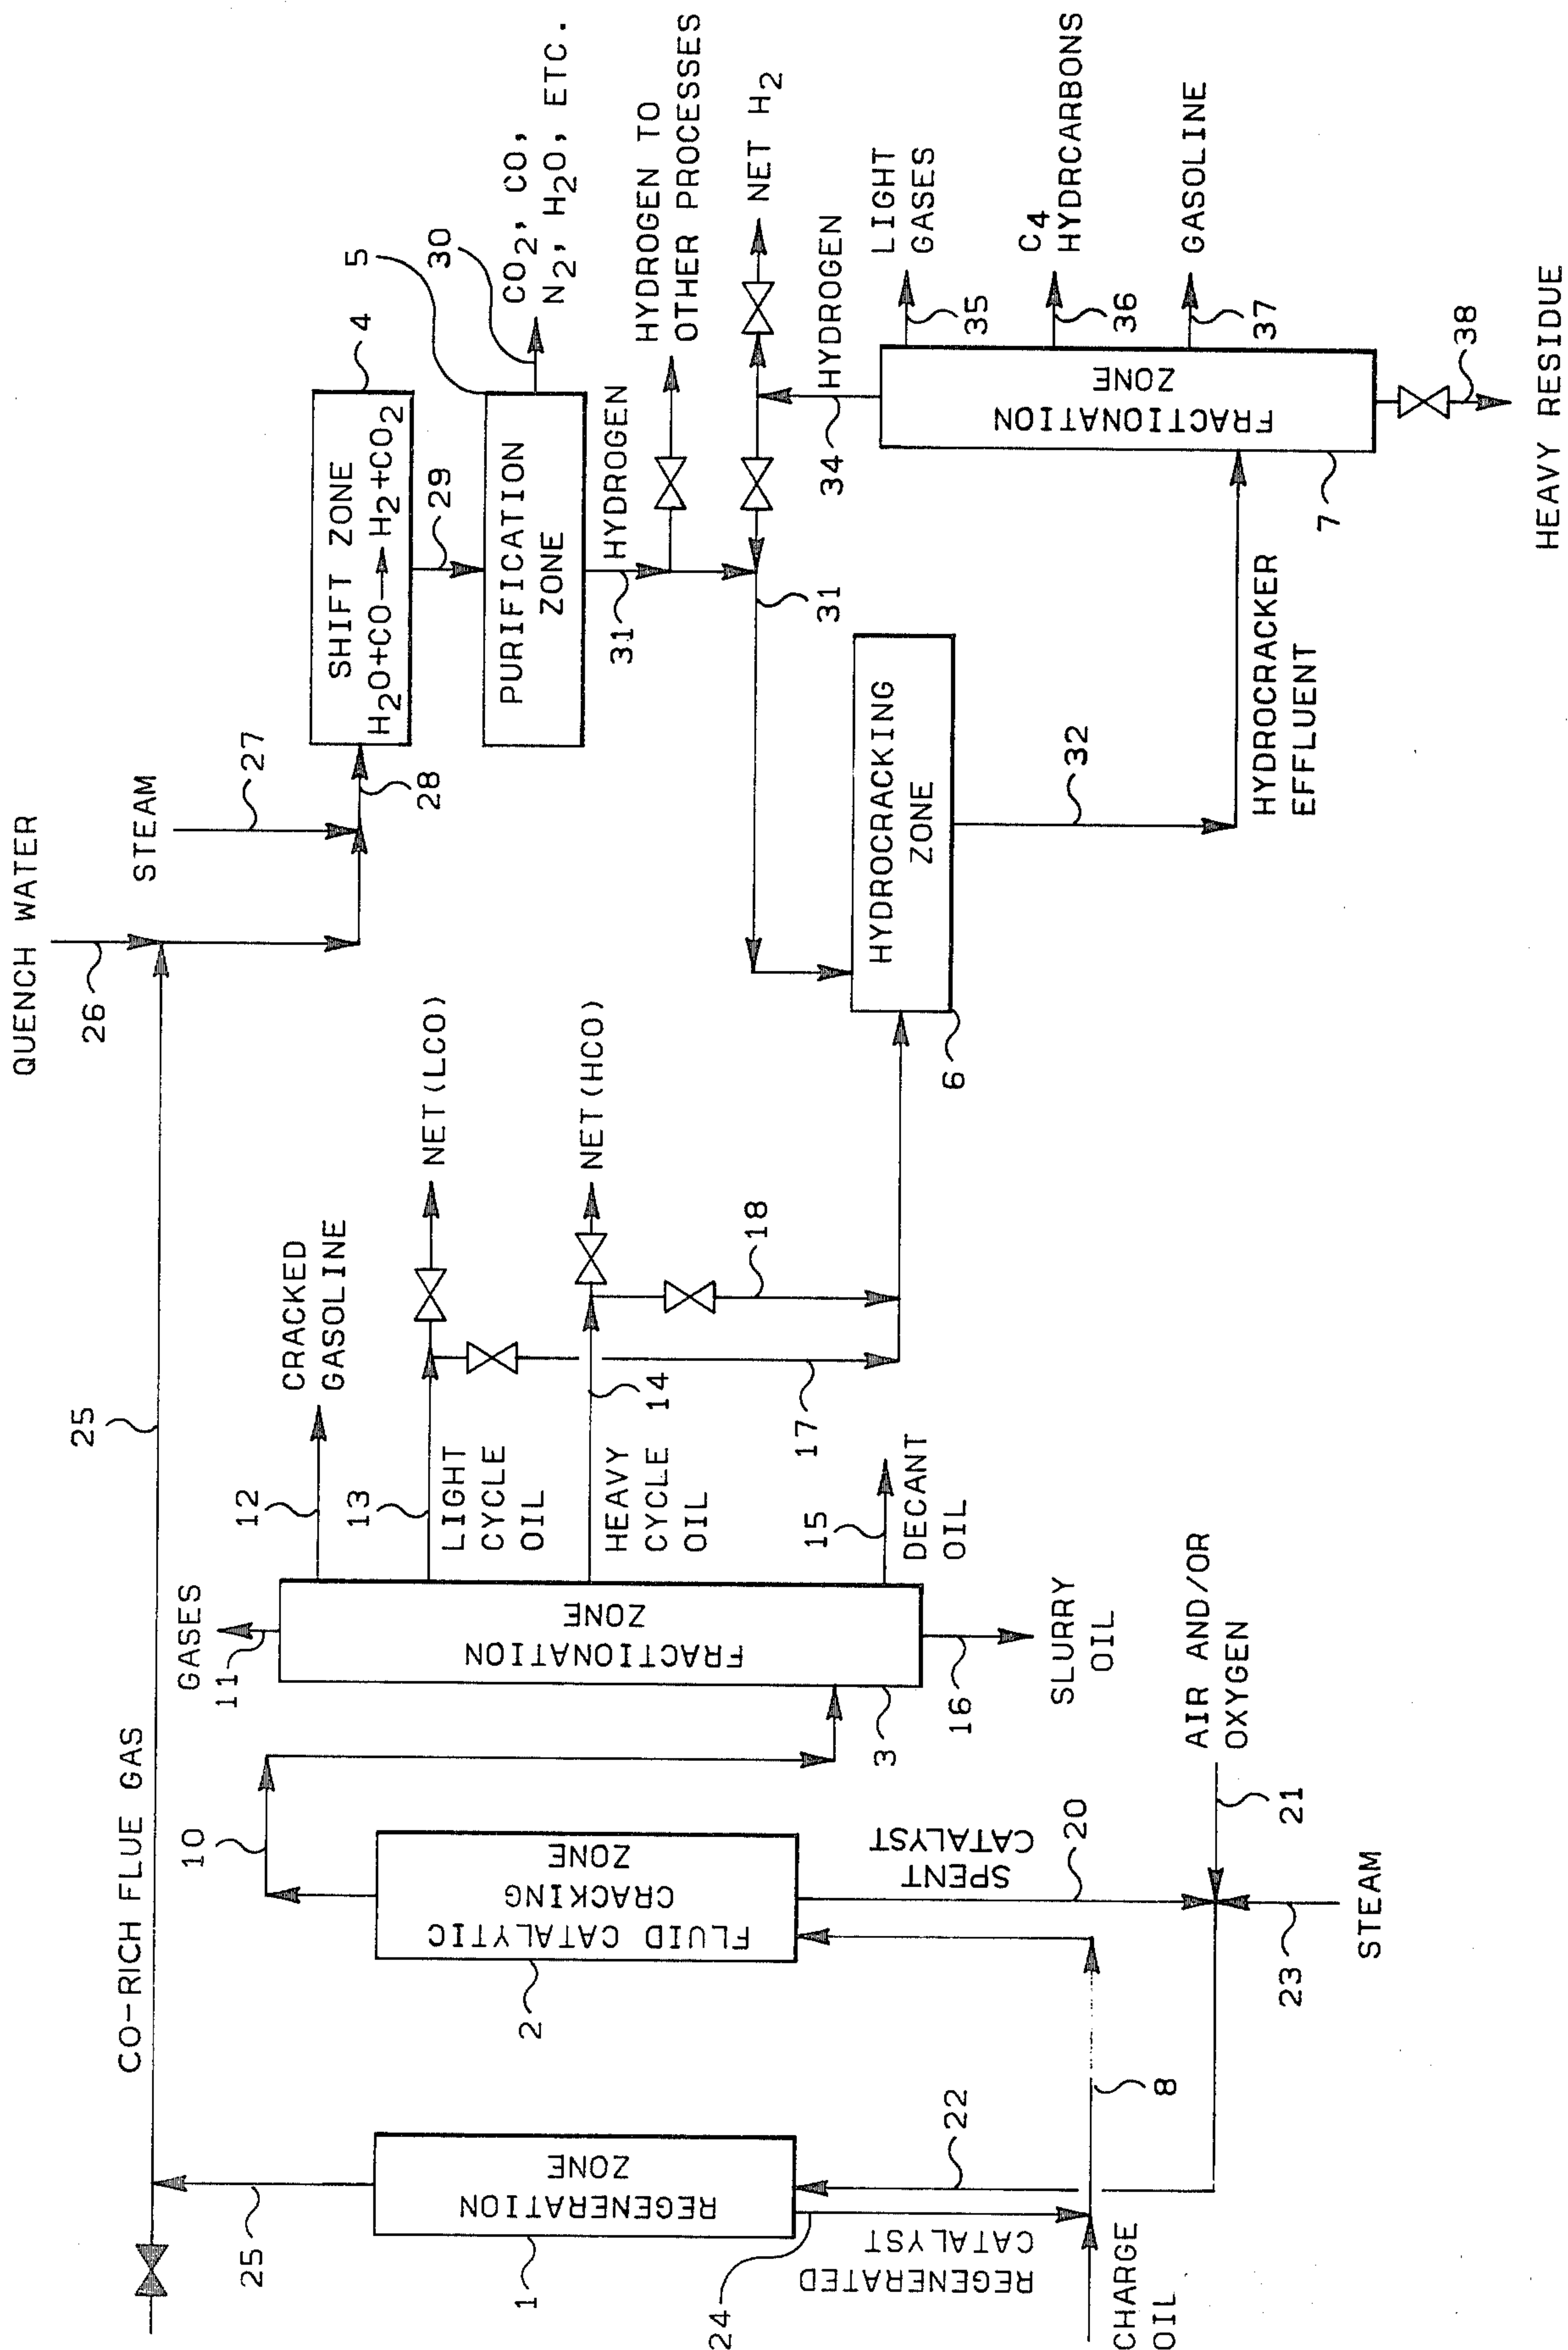 QUENCH WATER
26
STEAM
27
28
SHIFT ZONE
H2O+CO→H2+CO2
4
29
PURIFICATION
ZONE
5
30
CO2, CO,
N2, H2O, ETC.
31
HYDROGEN
HYDROGEN TO
OTHER PROCESSES
31
NET H2
34
HYDROGEN
CO-RICH FLUE GAS
25
25
REGENERATION
ZONE
1
24
REGENERATED
CATALYST
22
CHARGE
OIL
8
FLUID CATALYTIC
CRACKING
ZONE
2
10
SPENT
CATALYST
20
AIR AND/OR
OXYGEN
21
23
STEAM
FRACTIONATION
ZONE
3
GASES
11
12
CRACKED
GASOLINE
13
LIGHT
CYCLE
OIL
NET(LCO)
14
HEAVY
CYCLE
OIL
NET(HCO)
17
18
15
DECANT
OIL
16
SLURRY
OIL
HYDROCRACKING
ZONE
6
32
HYDROCRACKER
EFFLUENT
FRACTIONATION
ZONE
7
LIGHT
GASES
35
C4
HYDRCARBONS
36
GASOLINE
37
38
HEAVY RESIDUE